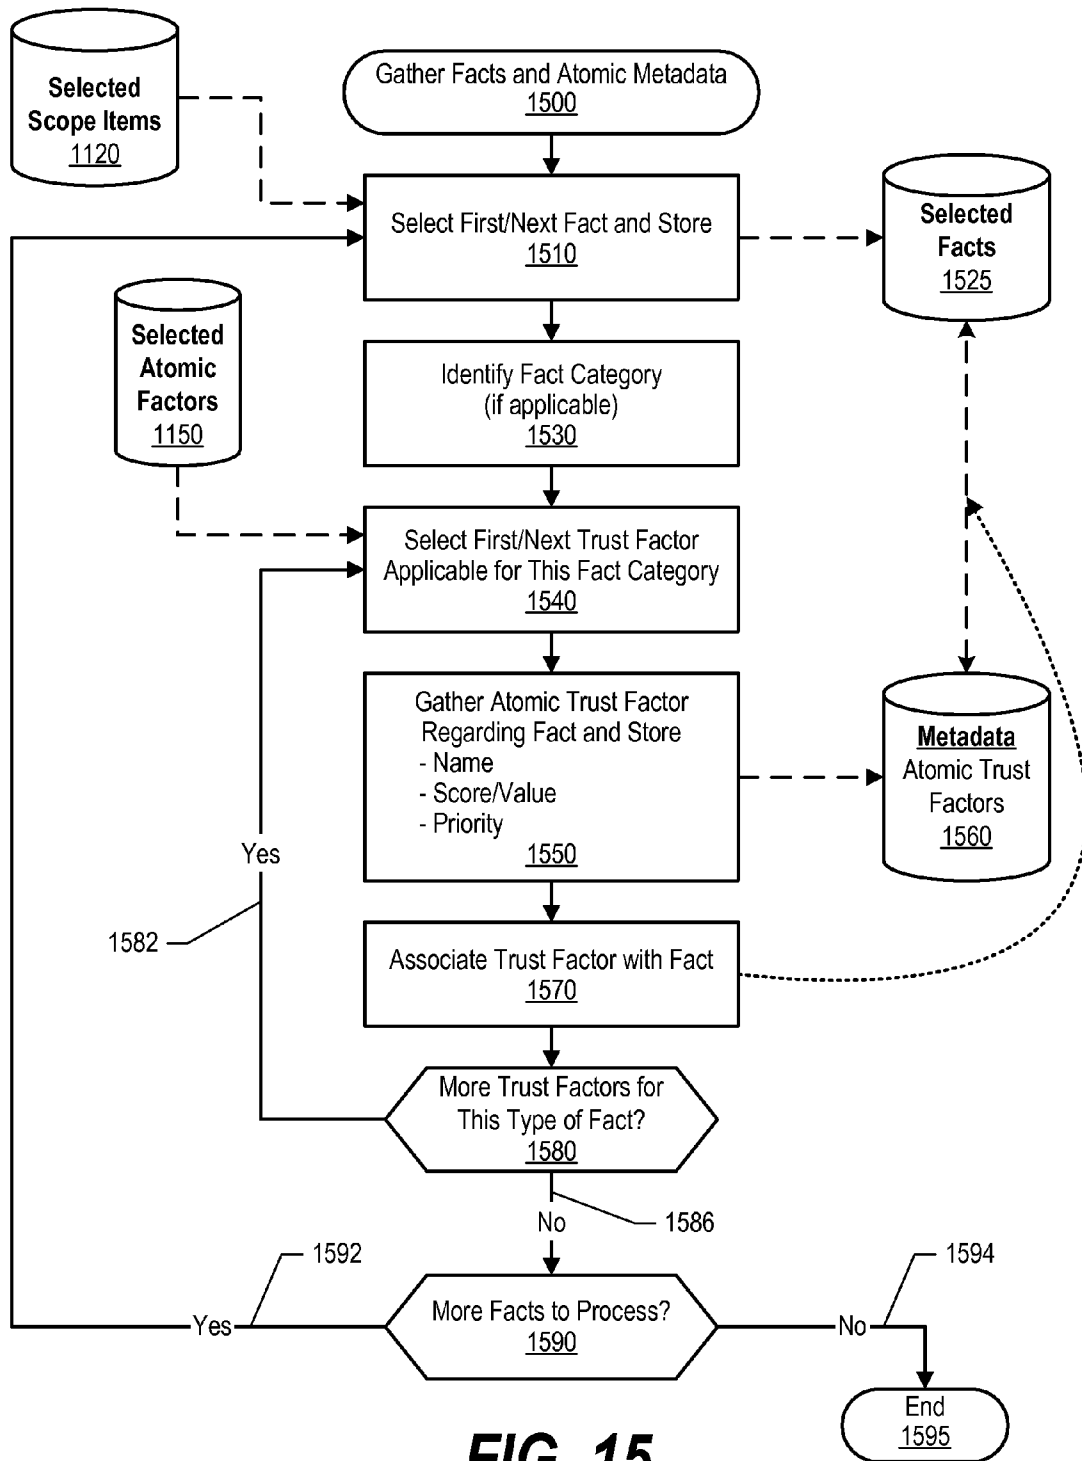 Selected
Scope Items
1120
Gather Facts and Atomic Metadata
1500
Select First/Next Fact and Store
1510
Selected
Facts
1525
Selected
Atomic
Factors
1150
Identify Fact Category
(if applicable)
1530
Select First/Next Trust Factor
Applicable for This Fact Category
1540
Gather Atomic Trust Factor
Regarding Fact and Store
- Name
- Score/Value
- Priority
1550
Metadata
Atomic Trust
Factors
1560
Yes
1582
Associate Trust Factor with Fact
1570
More Trust Factors for
This Type of Fact?
1580
No
1586
1592
1594
Yes
More Facts to Process?
1590
No
End
1595
FIG. 15